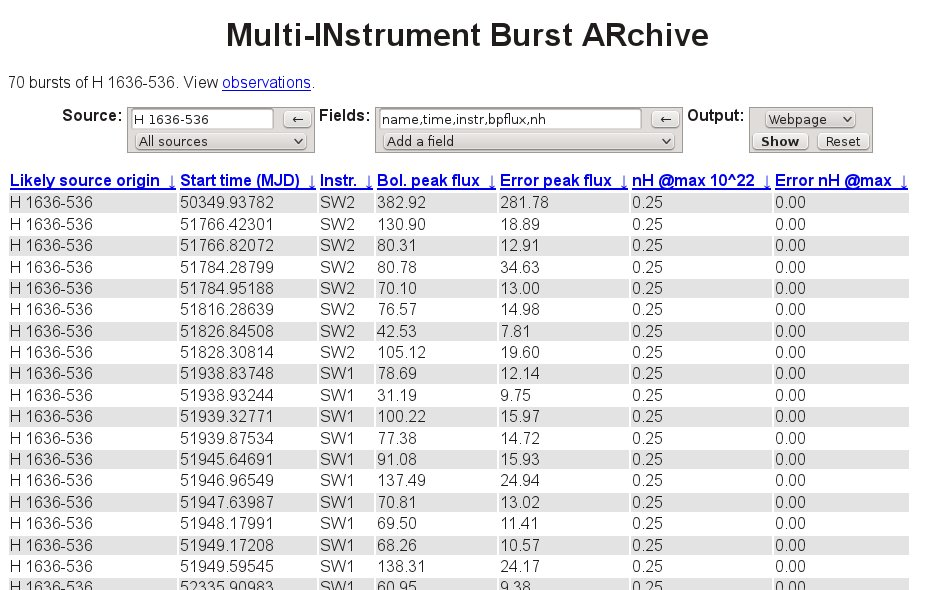 Multi-INstrument Burst ARchive
70 bursts of H 1636-536. View observations.
Source: H 1636-536 ← Fields: name,time,instr,bpflux,nh ← Output: Webpage
All sources Add a field Show Reset
Likely source origin ↓ Start time (MJD) ↓ Instr. ↓ Bol. peak flux ↓ Error peak flux ↓ nH @max 10^22 ↓ Error nH @max ↓
H 1636-536 50349.93782 SW2 382.92 281.78 0.25 0.00
H 1636-536 51766.42301 SW2 130.90 18.89 0.25 0.00
H 1636-536 51766.82072 SW2 80.31 12.91 0.25 0.00
H 1636-536 51784.28799 SW2 80.78 34.63 0.25 0.00
H 1636-536 51784.95188 SW2 70.10 13.00 0.25 0.00
H 1636-536 51816.28639 SW2 76.57 14.98 0.25 0.00
H 1636-536 51826.84508 SW2 42.53 7.81 0.25 0.00
H 1636-536 51828.30814 SW2 105.12 19.60 0.25 0.00
H 1636-536 51938.83748 SW1 78.69 12.14 0.25 0.00
H 1636-536 51938.93244 SW1 31.19 9.75 0.25 0.00
H 1636-536 51939.32771 SW1 100.22 15.97 0.25 0.00
H 1636-536 51939.87534 SW1 77.38 14.72 0.25 0.00
H 1636-536 51945.64691 SW1 91.08 15.93 0.25 0.00
H 1636-536 51946.96549 SW1 137.49 24.94 0.25 0.00
H 1636-536 51947.63987 SW1 70.81 13.02 0.25 0.00
H 1636-536 51948.17991 SW1 69.50 11.41 0.25 0.00
H 1636-536 51949.17208 SW1 68.26 10.57 0.25 0.00
H 1636-536 51949.59545 SW1 138.31 24.17 0.25 0.00
H 1636-536 52335.90983 SW1 60.95 9.38 0.25 0.00